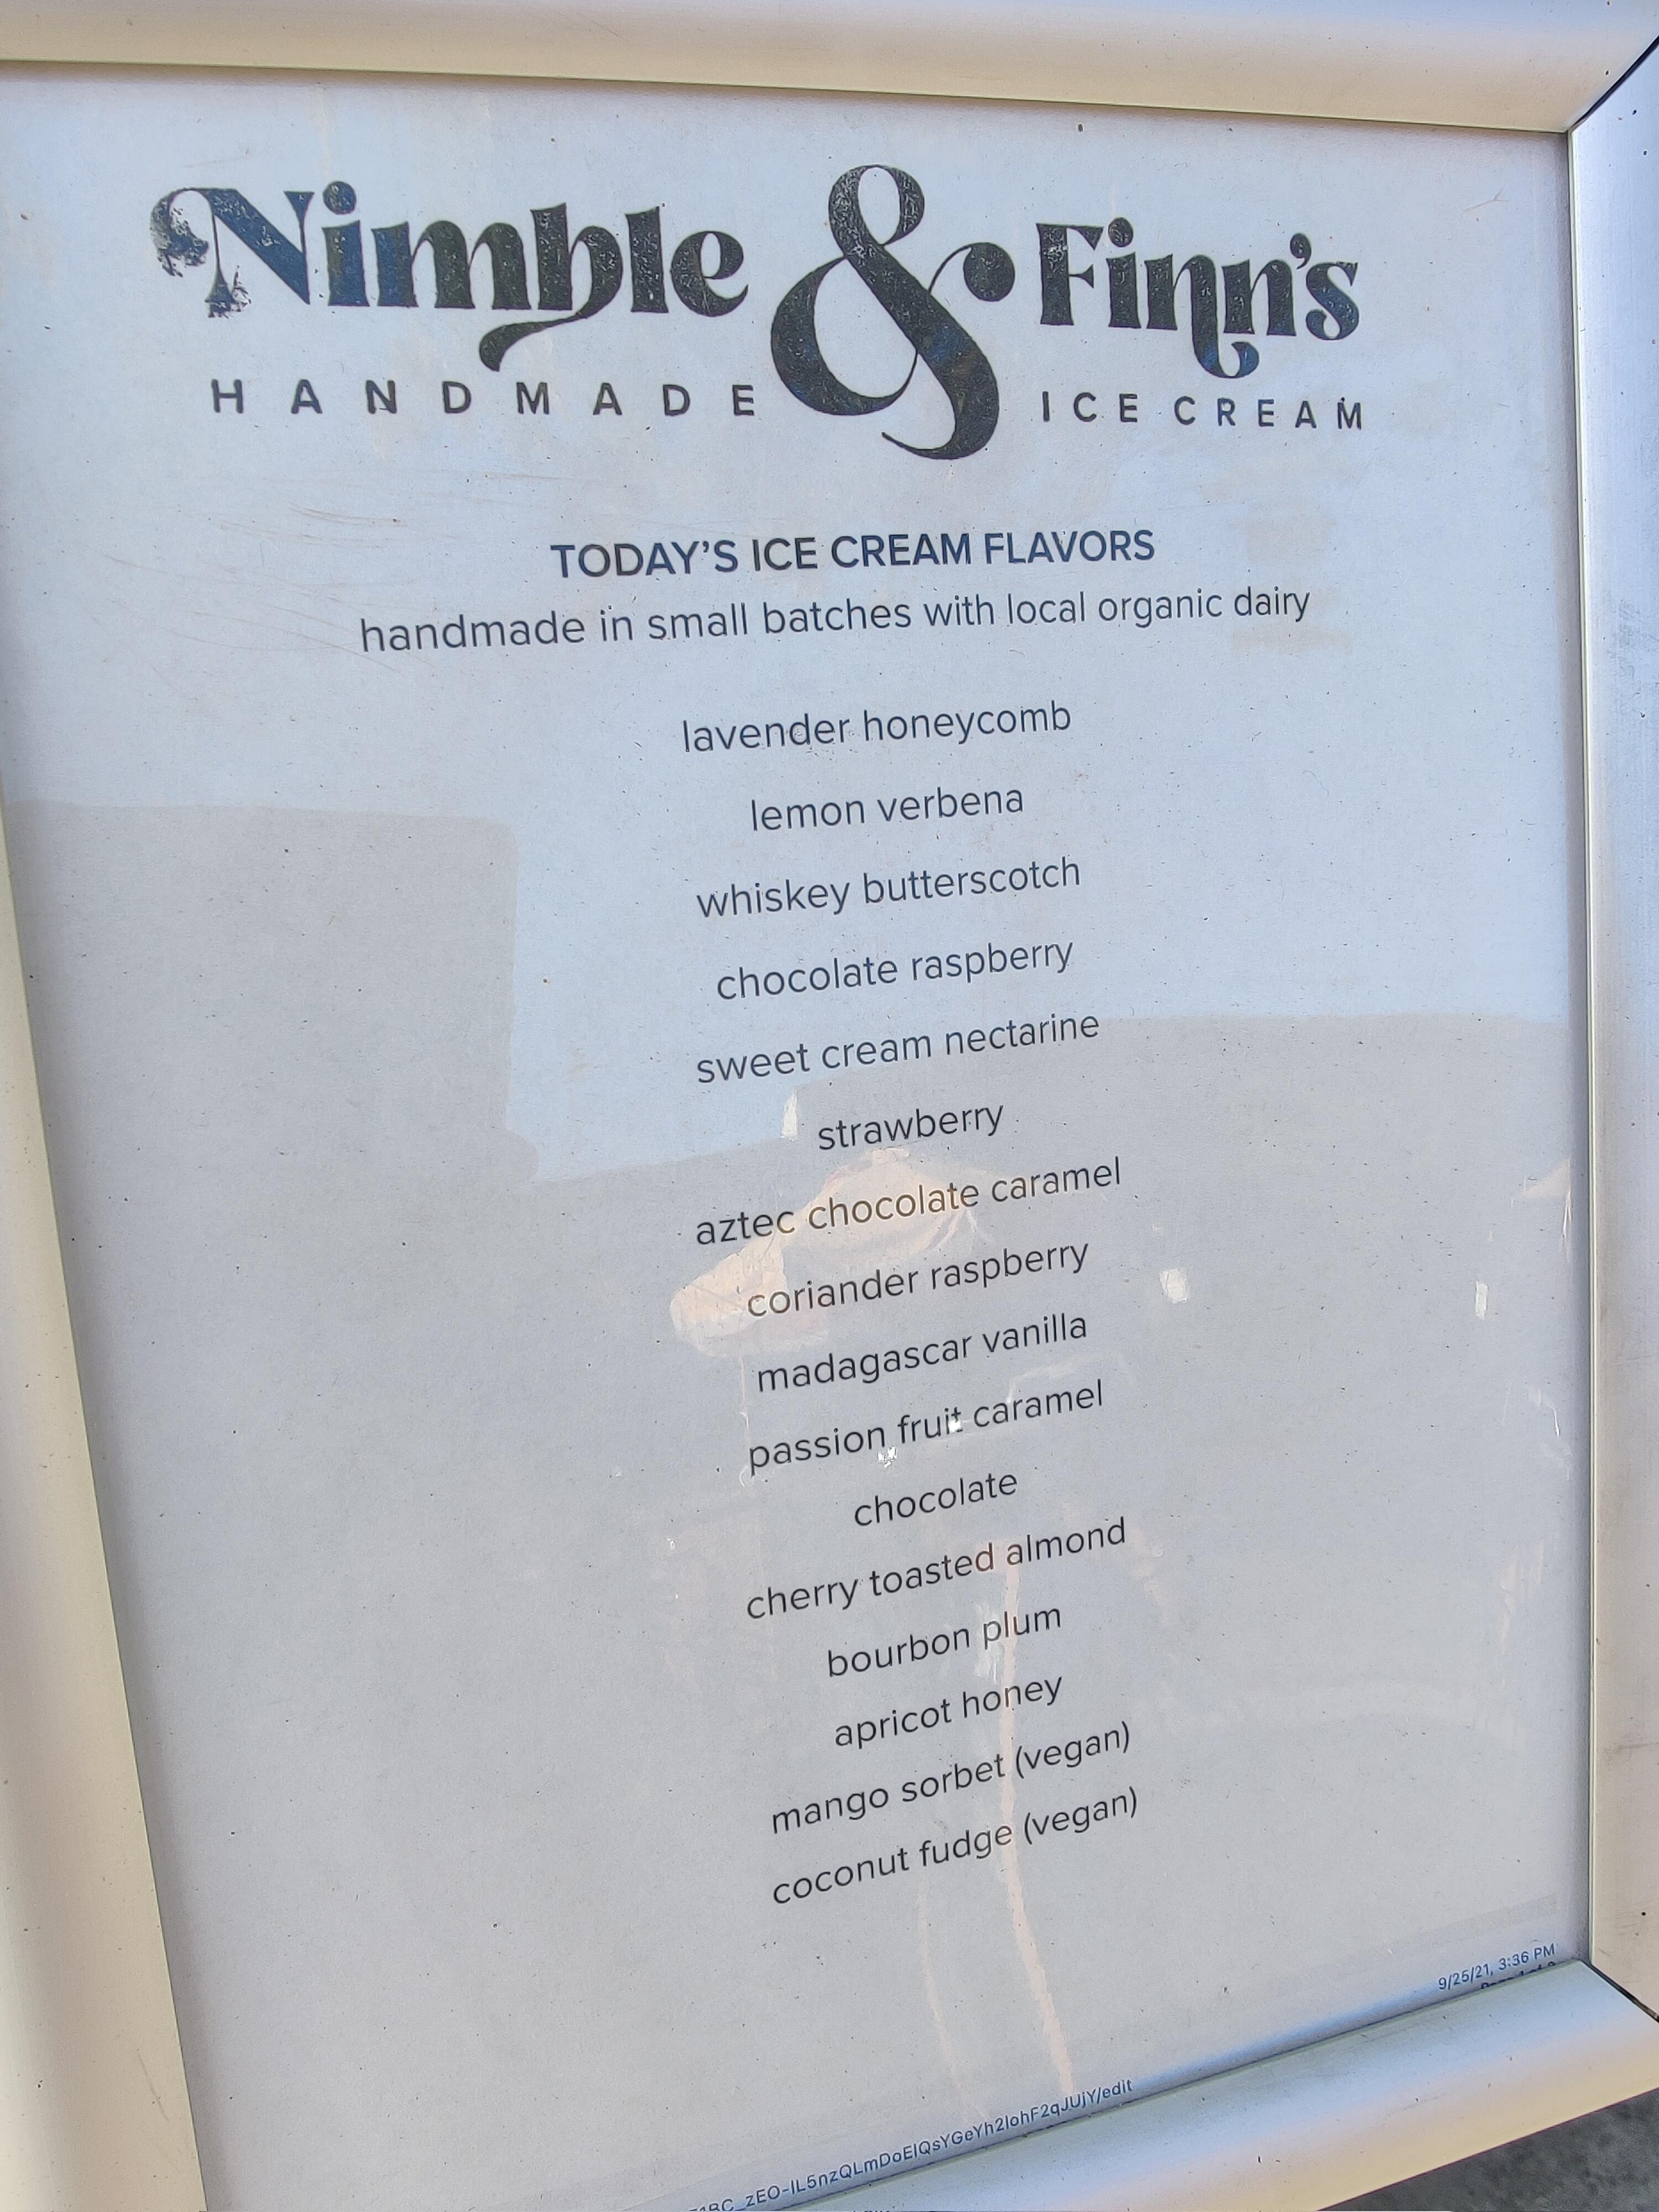 Nimble & Finn's
HANDMADE ICE CREAM
TODAY'S ICE CREAM FLAVORS
handmade in small batches with local organic dairy
lavender honeycomb
lemon verbena
whiskey butterscotch
chocolate raspberry
sweet cream nectarine
strawberry
aztec chocolate caramel
coriander raspberry
madagascar vanilla
passion fruit caramel
chocolate
cherry toasted almond
bourbon plum
apricot honey
mango sorbet (vegan)
coconut fudge (vegan)
9/25/21, 3:36 PM